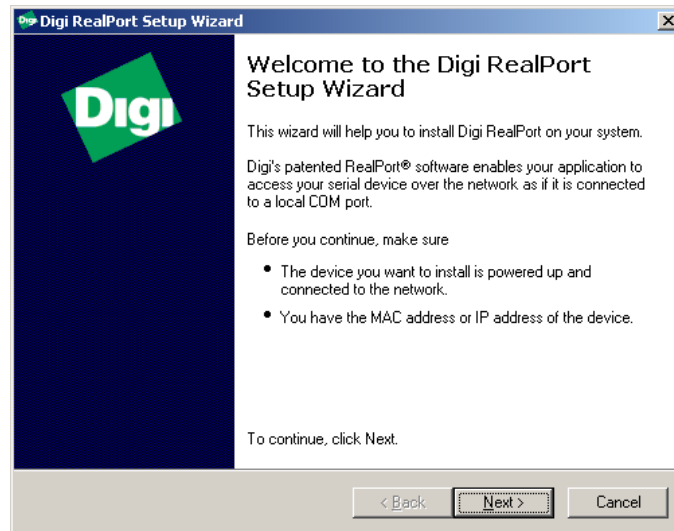 Digi RealPort Setup Wizard
Digi
Welcome to the Digi RealPort
Setup Wizard
This wizard will help you to install Digi RealPort on your system.
Digi's patented RealPort® software enables your application to
access your serial device over the network as if it is connected
to a local COM port.
Before you continue, make sure
• The device you want to install is powered up and
connected to the network.
• You have the MAC address or IP address of the device.
To continue, click Next.
< Back
Next >
Cancel